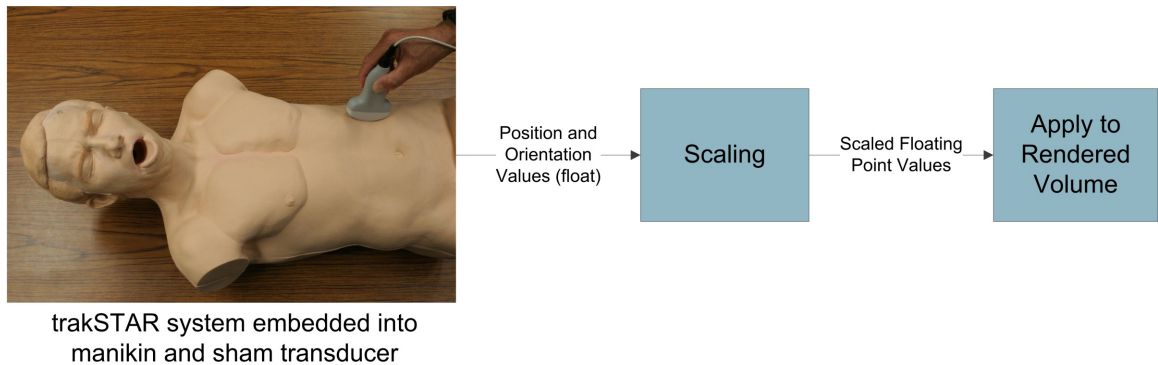 Position and
Orientation
Values (float)
Scaling
Scaled Floating
Point Values
Apply to
Rendered
Volume
trakSTAR system embedded into
manikin and sham transducer